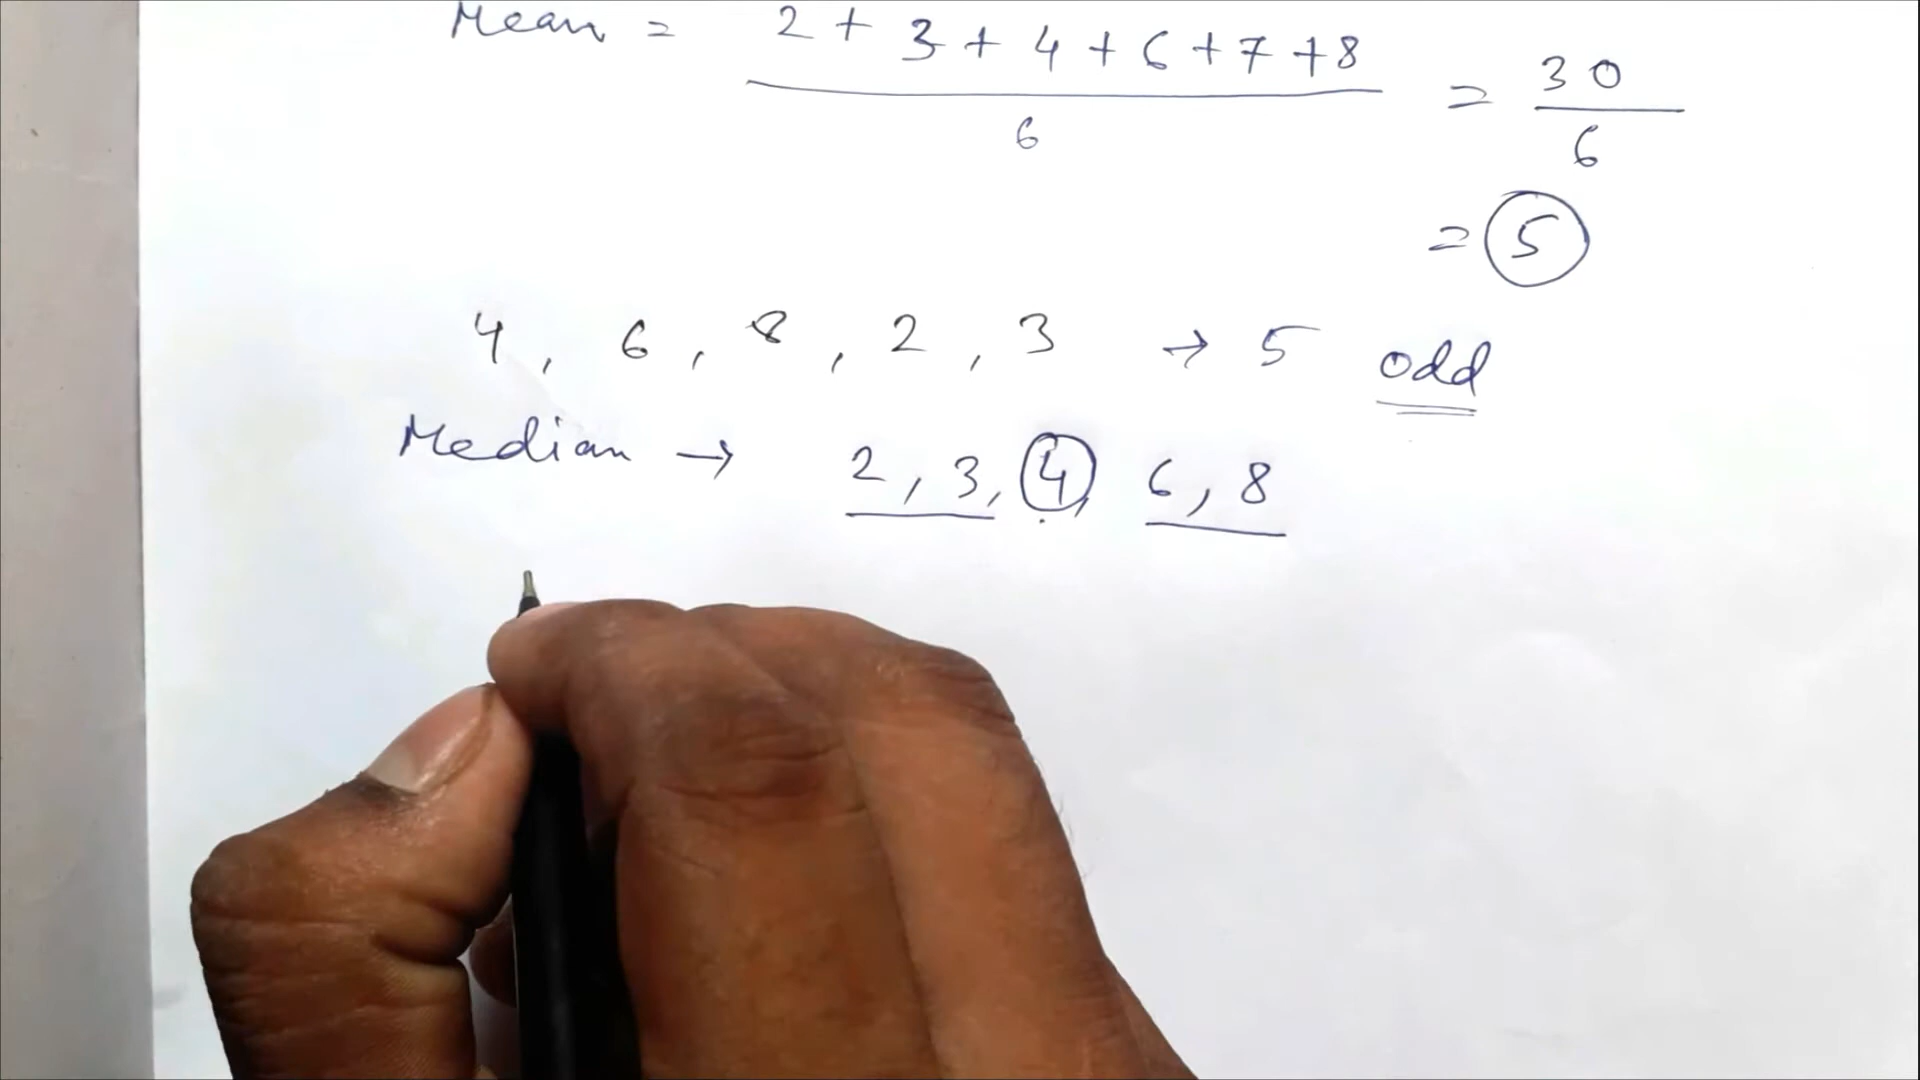 Mean = 2 + 3 + 4 + 6 + 7 + 8 / 6 = 30 / 6
= 5
4, 6, 8, 2, 3 → 5 odd
Median → 2, 3, 4, 6, 8